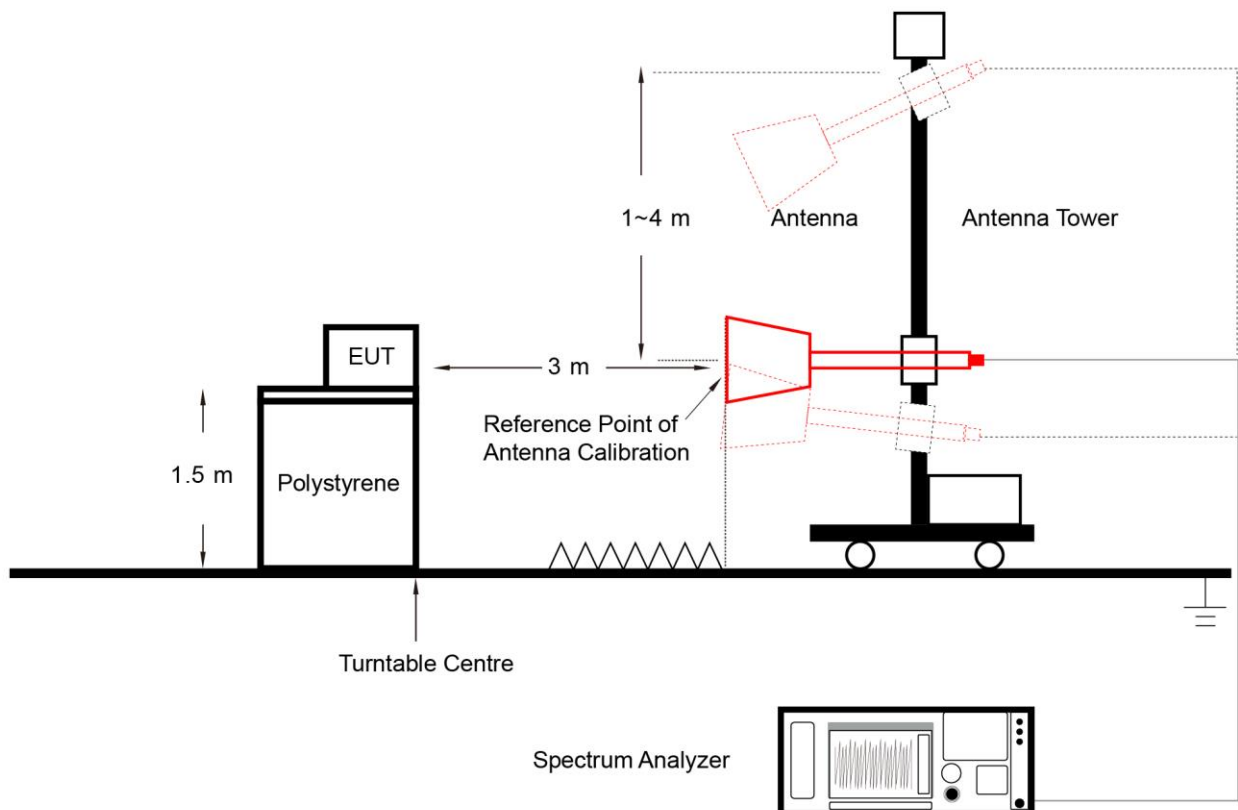 1~4 m
Antenna
Antenna Tower
EUT
3 m
Reference Point of
Antenna Calibration
1.5 m
Polystyrene
Turntable Centre
Spectrum Analyzer